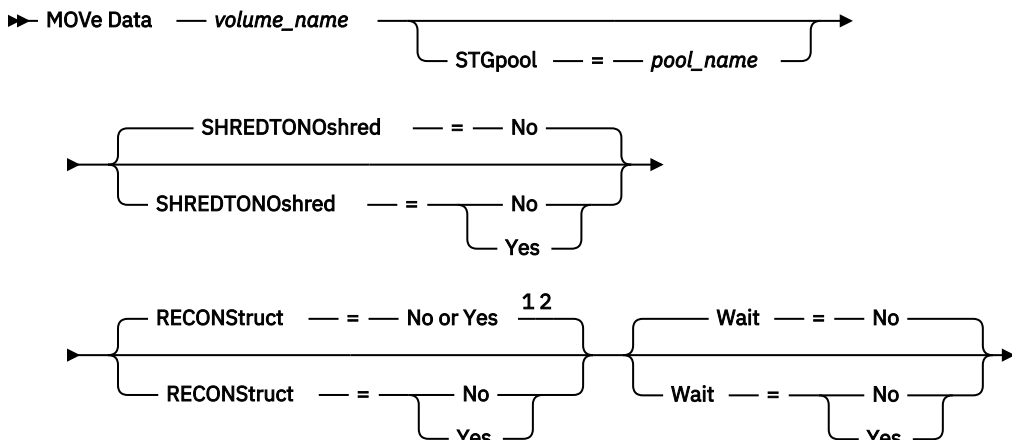 MOVe Data — volume_name
STGpool — = — pool_name
SHREDTONOshred — = — No
SHREDTONOshred — = — No
Yes
RECONStruct — = — No or Yes 1 2 Wait — = — No
RECONStruct — = — No Wait — = — No
Yes Yes